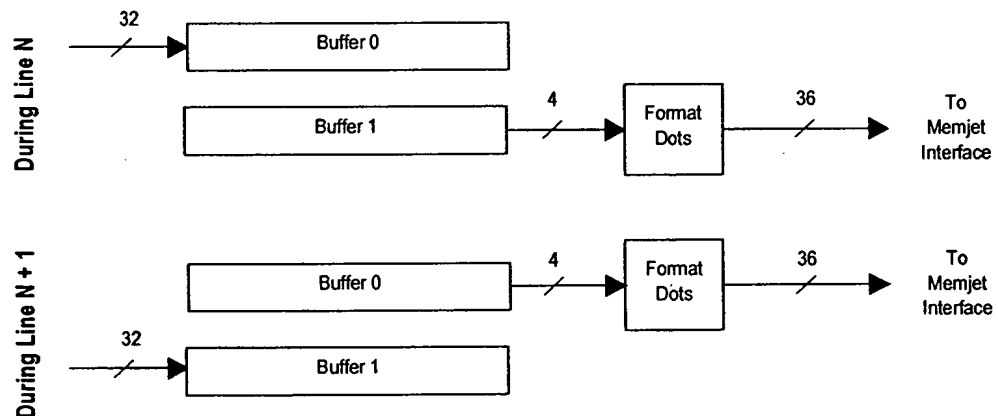 During Line N
32
Buffer 0
Buffer 1
4
Format
Dots
36
To
Memjet
Interface
During Line N + 1
Buffer 0
4
Format
Dots
36
To
Memjet
Interface
32
Buffer 1